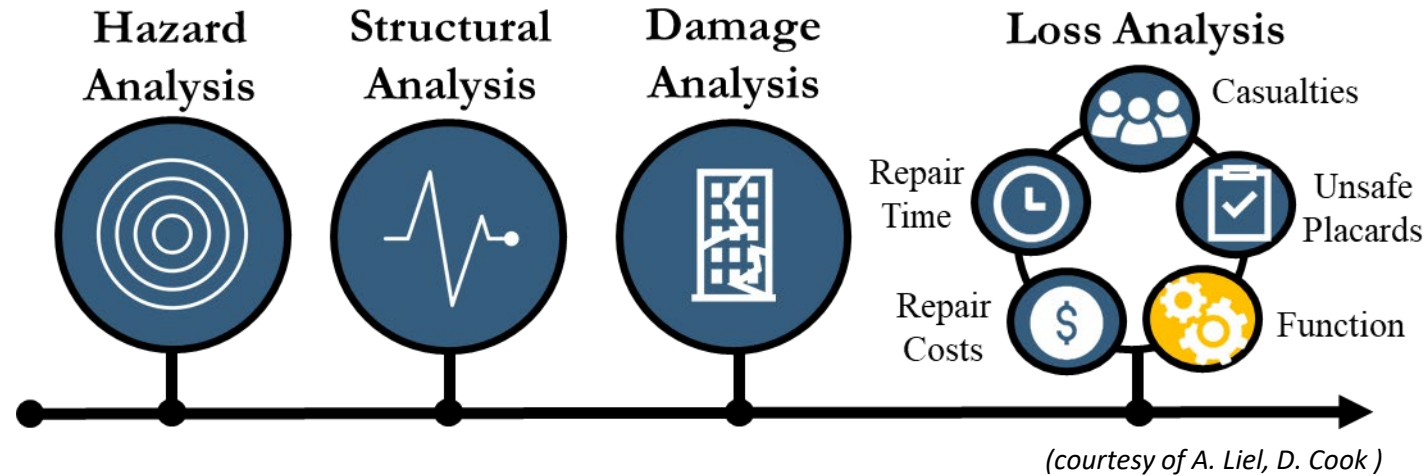 Hazard
Analysis
Structural
Analysis
Damage
Analysis
Loss Analysis
Casualties
Repair
Time
Unsafe
Placards
Repair
Costs
$
Function
(courtesy of A. Liel, D. Cook )